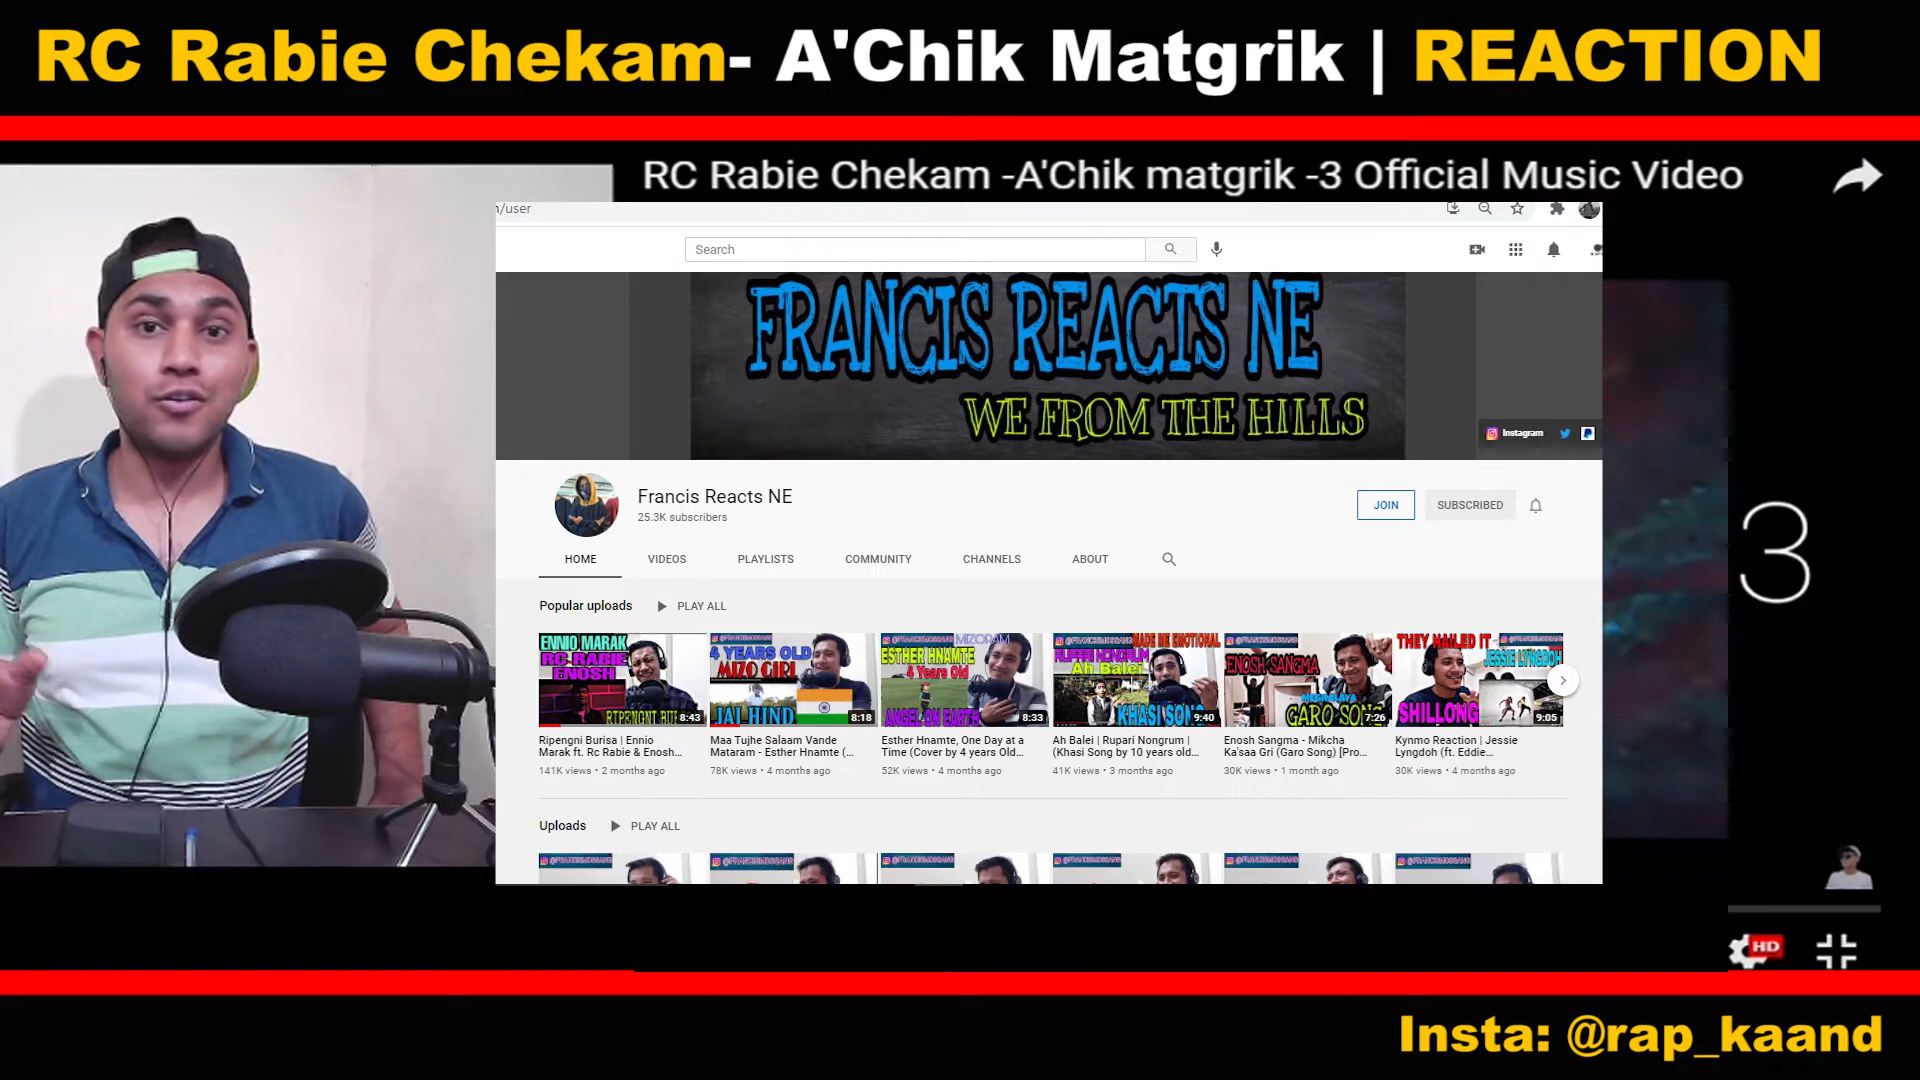 RC Rabie Chekam- A'Chik Matgrik | REACTION
RC Rabie Chekam -A'Chik matgrik -3 Official Music Video
/user
Search
FRANCIS REACTS NE
WE FROM THE HILLS
Instagram
Francis Reacts NE
25.3K subscribers
JOIN
SUBSCRIBED
HOME
VIDEOS
PLAYLISTS
COMMUNITY
CHANNELS
ABOUT
3
Popular uploads
PLAY ALL
ENNIO MARAK
RC RABIE
ENOSH
8:43
Ripengni Burisa | Ennio
Marak ft. Rc Rabie & Enosh...
141K views • 2 months ago
4 YEARS OLD
MIZO GIRL
JAI HIND
8:18
Maa Tujhe Salaam Vande
Mataram - Esther Hnamte (...
78K views • 4 months ago
MIZORAM
ESTHER HNAMTE
4 Years Old
ANGEL ON EARTH
8:33
Esther Hnamte, One Day at a
Time (Cover by 4 years Old...
52K views • 4 months ago
MADE ME EMOTIONAL
RUPARI NONGRUM
Ah Balei
KHASI SONG
9:40
Ah Balei | Rupari Nongrum |
(Khasi Song by 10 years old...
41K views • 3 months ago
ENOSH SANGMA
MEGHALAYA
GARO SONG
7:26
Enosh Sangma - Mikcha
Ka'saa Gri (Garo Song) [Pro...
30K views • 1 month ago
THEY NAILED IT
JESSIE LYNGDOH
SHILLONG
9:05
Kynmo Reaction | Jessie
Lyngdoh (ft. Eddie...
30K views • 4 months ago
Uploads
PLAY ALL
HD
Insta: @rap_kaand